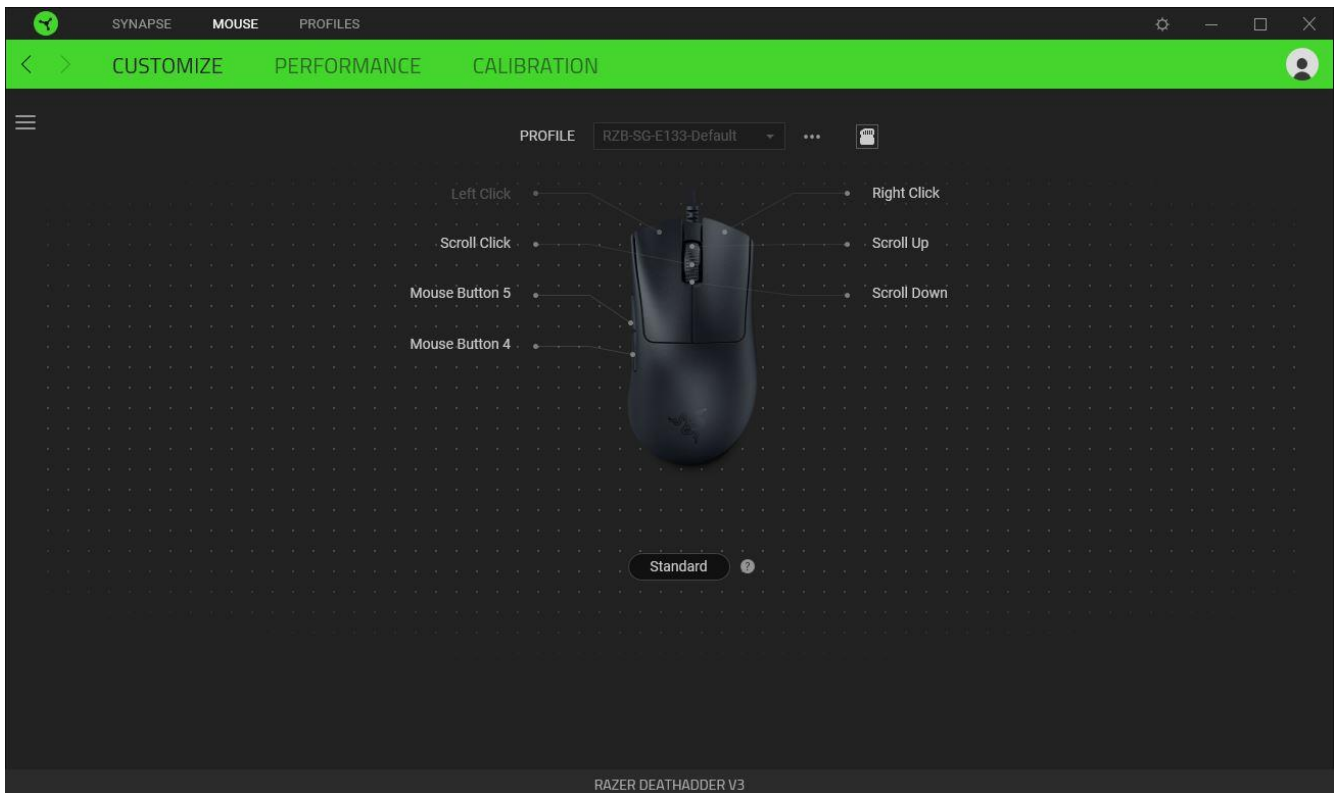 SYNAPSE MOUSE PROFILES
CUSTOMIZE PERFORMANCE CALIBRATION
PROFILE RZB-SG-E133-Default
Left Click Right Click
Scroll Click Scroll Up
Mouse Button 5 Scroll Down
Mouse Button 4
Standard ?
RAZER DEATHADDER V3